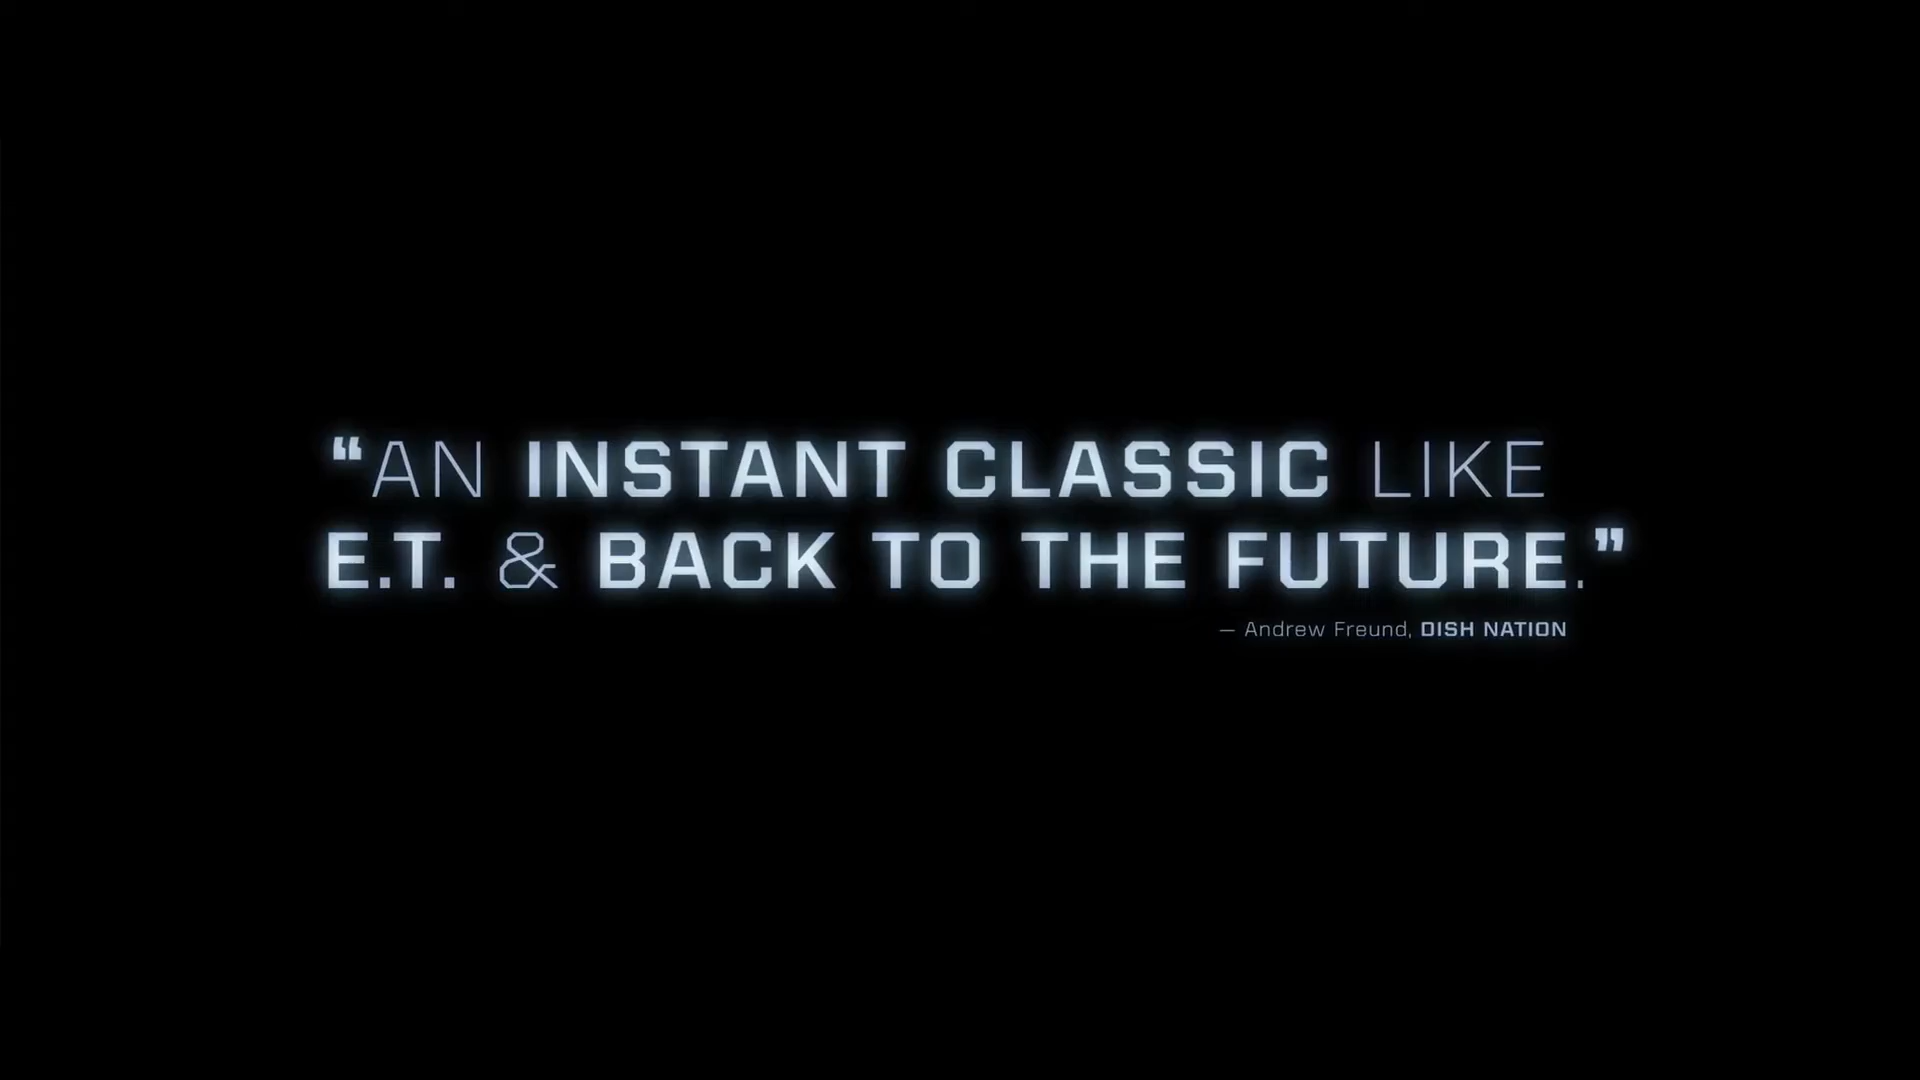 “AN INSTANT CLASSIC LIKE
E.T. & BACK TO THE FUTURE.”
— Andrew Freund, DISH NATION